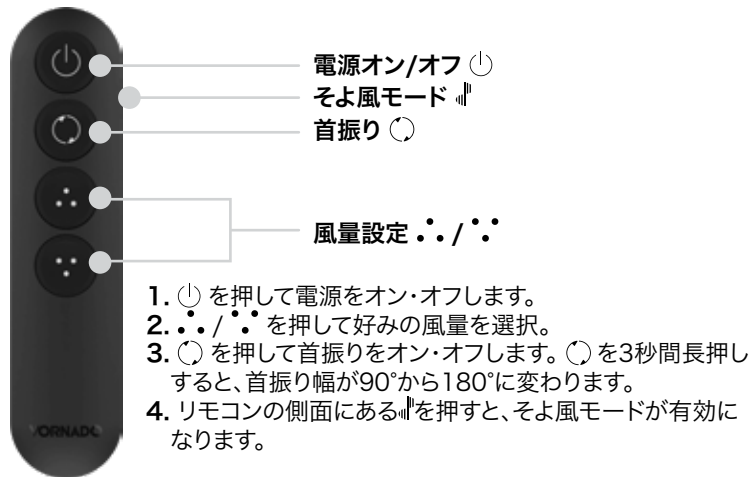 電源オン/オフ
そよ風モード
首振り
風量設定 /
1. を押して電源をオン・オフします。
2. / を押して好みの風量を選択。
3. を押して首振りをオン・オフします。 を3秒間長押し
すると、首振り幅が90°から180°に変わります。
4. リモコンの側面にある を押すと、そよ風モードが有効に
なります。
VORNADO